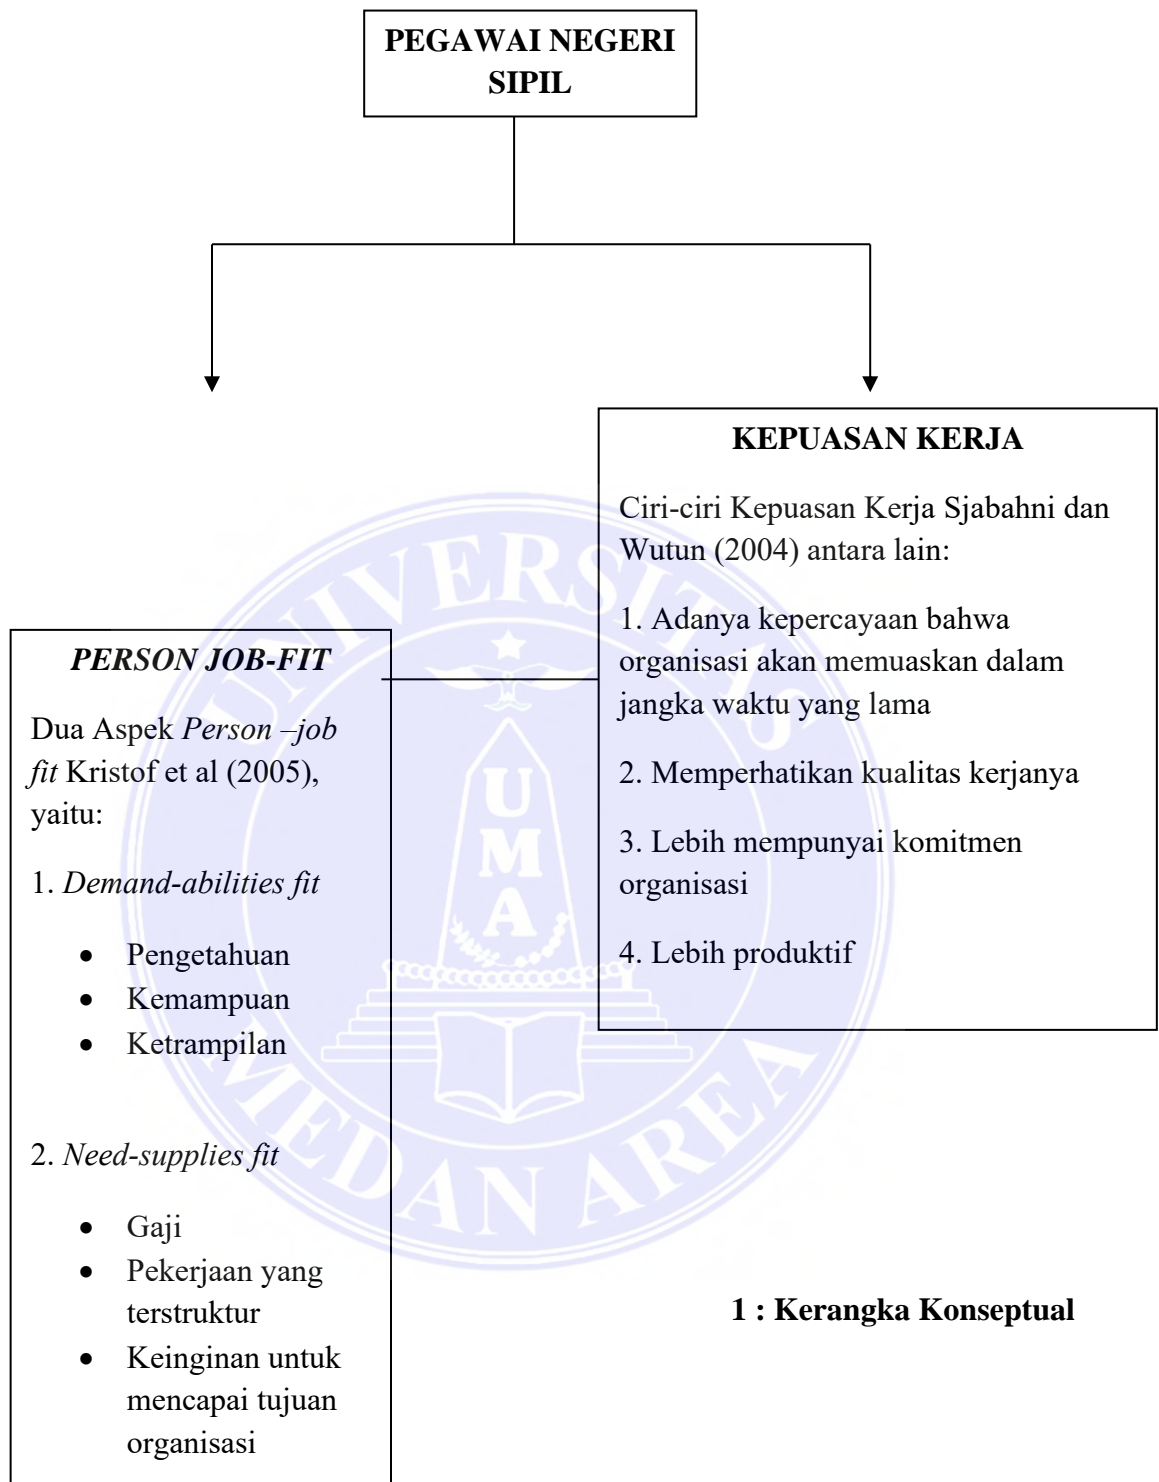 PEGAWAI NEGERI
SIPIL
KEPUASAN KERJA
Ciri-ciri Kepuasan Kerja Sjabahni dan
Wutun (2004) antara lain:
1. Adanya kepercayaan bahwa
organisasi akan memuaskan dalam
jangka waktu yang lama
2. Memperhatikan kualitas kerjanya
3. Lebih mempunyai komitmen
organisasi
4. Lebih produktif
PERSON JOB-FIT
Dua Aspek Person –job
fit Kristof et al (2005),
yaitu:
1. Demand-abilities fit
• Pengetahuan
• Kemampuan
• Ketrampilan
2. Need-supplies fit
• Gaji
• Pekerjaan yang
terstruktur
• Keinginan untuk
mencapai tujuan
organisasi
1 : Kerangka Konseptual
UNIVERSITAS
MEDAN AREA
U
M
A